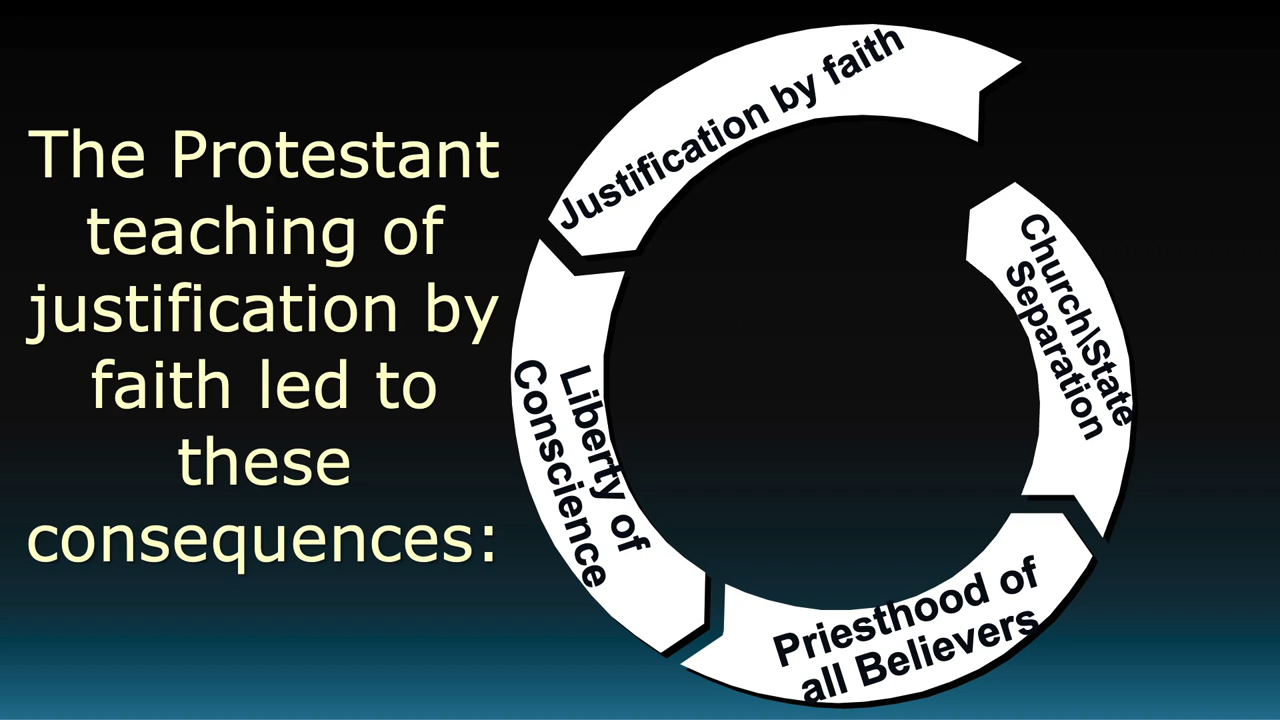 The Protestant
teaching of
justification by
faith led to
these
consequences:
Justification by faith
Liberty of
Conscience
Priesthood of
all Believers
Church\State
Separation